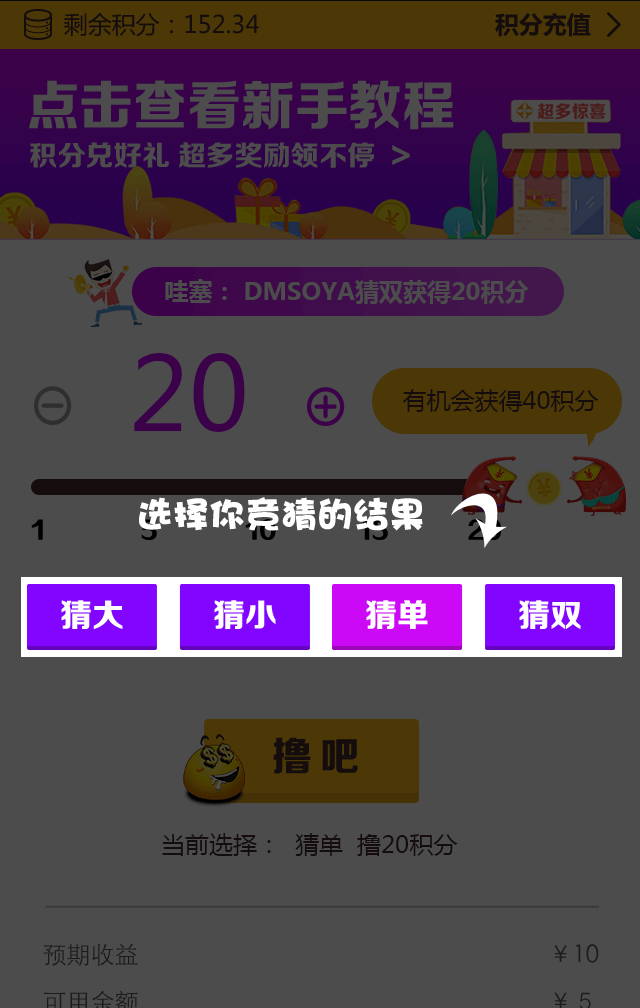 剩余积分：152.34 积分充值
点击查看新手教程
积分兑好礼 超多奖励领不停 >
超多惊喜
哇塞： DMSOYA猜双获得20积分
20
有机会获得40积分
1 5 10 15 20
选择你竞猜的结果
猜大 猜小 猜单 猜双
撸吧
当前选择： 猜单 撸20积分
预期收益 ¥10
可用金额 ¥ 5